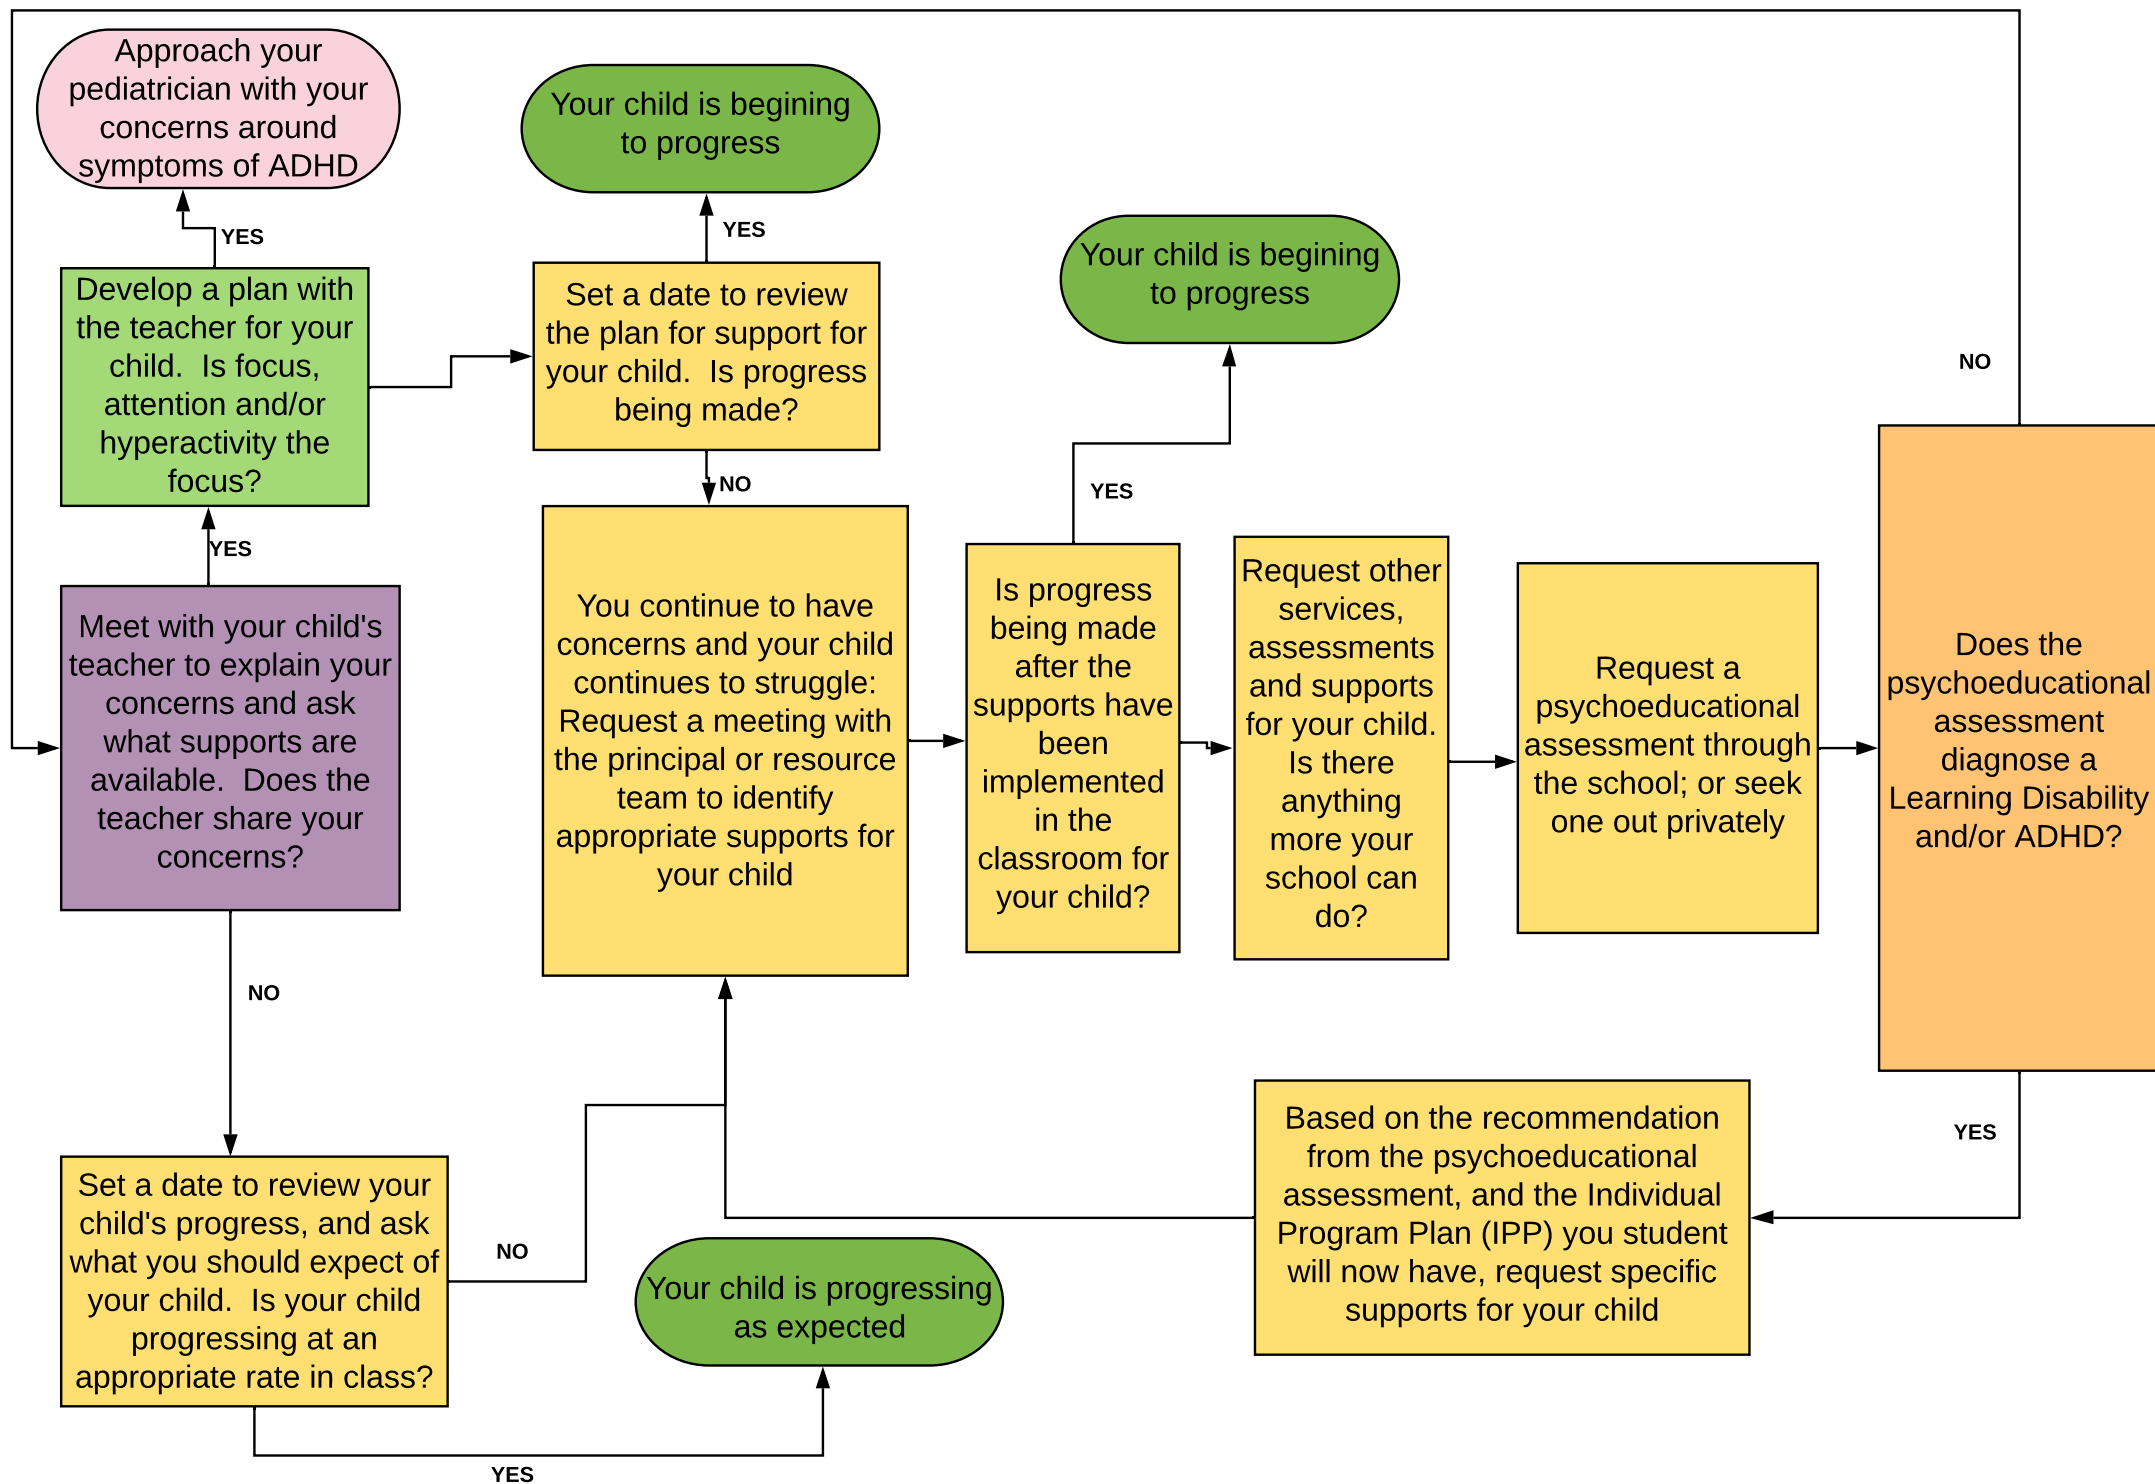 Approach your
pediatrician with your
concerns around
symptoms of ADHD
YES
Develop a plan with
the teacher for your
child.  Is focus,
attention and/or
hyperactivity the
focus?
YES
Meet with your child's
teacher to explain your
concerns and ask
what supports are
available.  Does the
teacher share your
concerns?
NO
Set a date to review your
child's progress, and ask
what you should expect of
your child.  Is your child
progressing at an
appropriate rate in class?
NO
YES
Your child is progressing
as expected
Your child is begining
to progress
YES
Set a date to review
the plan for support for
your child.  Is progress
being made?
NO
You continue to have
concerns and your child
continues to struggle:
Request a meeting with
the principal or resource
team to identify
appropriate supports for
your child
Your child is begining
to progress
YES
Is progress
being made
after the
supports have
been
implemented
in the
classroom for
your child?
Request other
services,
assessments
and supports
for your child.
Is there
anything
more your
school can
do?
Request a
psychoeducational
assessment through
the school; or seek
one out privately
NO
Does the
psychoeducational
assessment
diagnose a
Learning Disability
and/or ADHD?
YES
Based on the recommendation
from the psychoeducational
assessment, and the Individual
Program Plan (IPP) you student
will now have, request specific
supports for your child